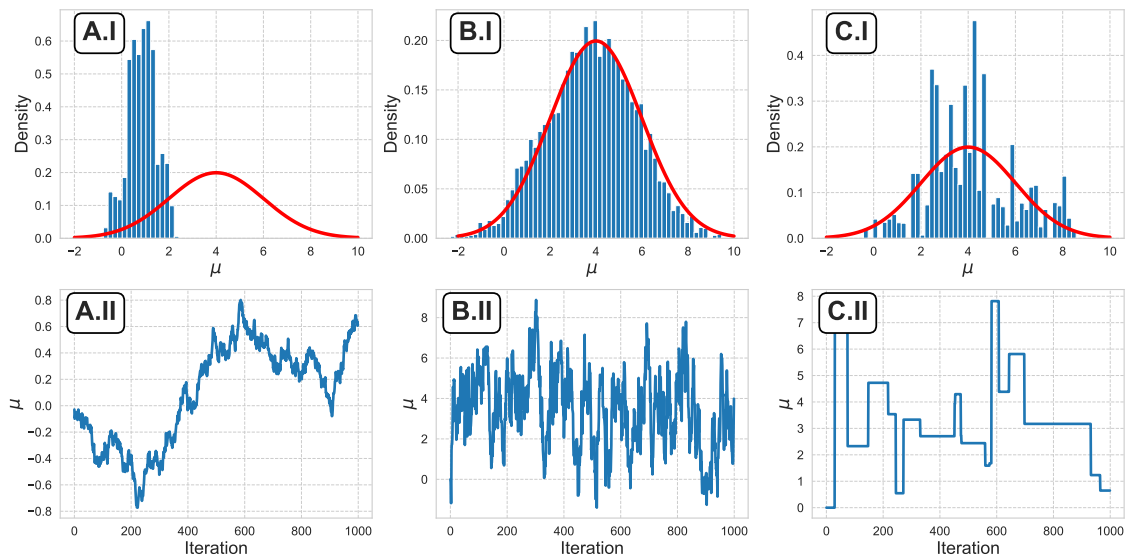 A.I
B.I
C.I
Density
0.6
0.5
0.4
0.3
0.2
0.1
0.0
−2 0 2 4 6 8 10
μ
Density
0.20
0.15
0.10
0.05
0.00
−2 0 2 4 6 8 10
μ
Density
0.4
0.3
0.2
0.1
0.0
−2 0 2 4 6 8 10
μ
A.II
B.II
C.II
μ
0.8
0.6
0.4
0.2
0.0
−0.2
−0.4
−0.6
−0.8
0 200 400 600 800 1000
Iteration
μ
8
6
4
2
0
0 200 400 600 800 1000
Iteration
μ
8
7
6
5
4
3
2
1
0
0 200 400 600 800 1000
Iteration